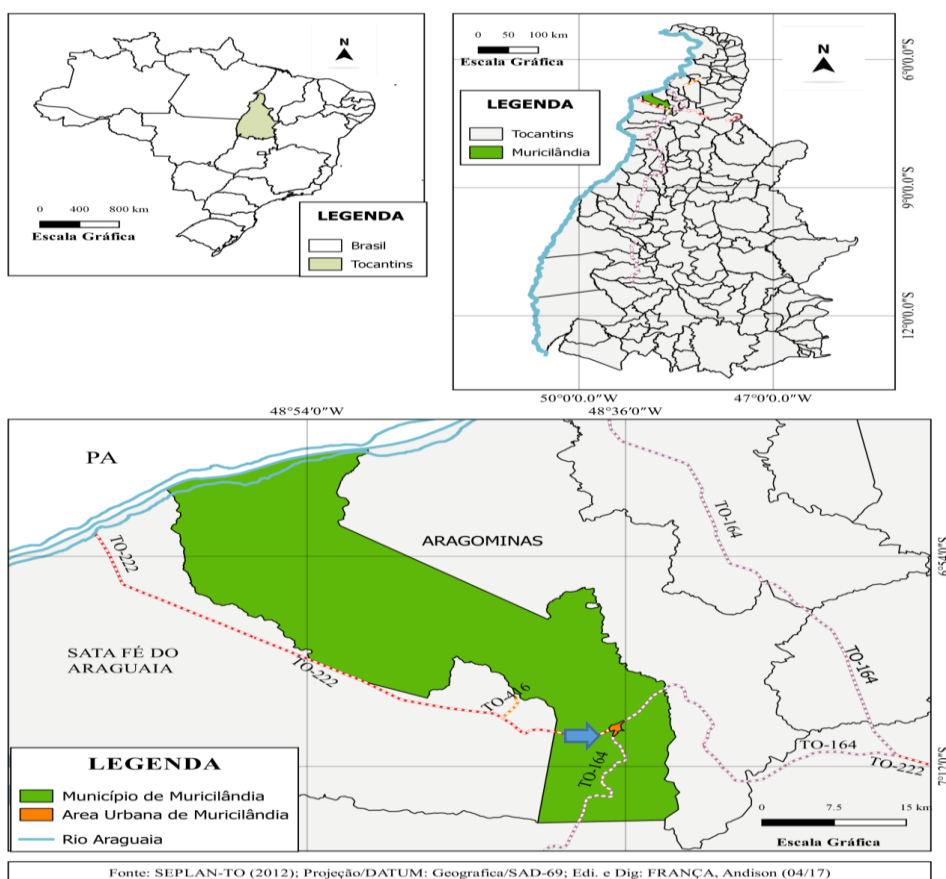 N
0 400 800 km
Escala Gráfica
LEGENDA
Brasil
Tocantins
0 50 100 km
Escala Gráfica
N
LEGENDA
Tocantins
Muricilândia
6°0'0.0"S
9°0'0.0"S
12°0'0.0"S
50°0'0.0"W
47°0'0.0"W
48°54'0"W
48°36'0"W
PA
TO-222
ARAGOMINAS
TO-164
SATA FÉ DO
ARAGUAIA
TO-222
TO-416
TO-164
TO-164
TO-164
TO-222
7°12'0"S
LEGENDA
Município de Muricilândia
Area Urbana de Muricilândia
Rio Araguaia
0 7.5 15 km
Escala Gráfica
Fonte: SEPLAN-TO (2012); Projeção/DATUM: Geografica/SAD-69; Edi. e Dig: FRANÇA, Andison (04/17)